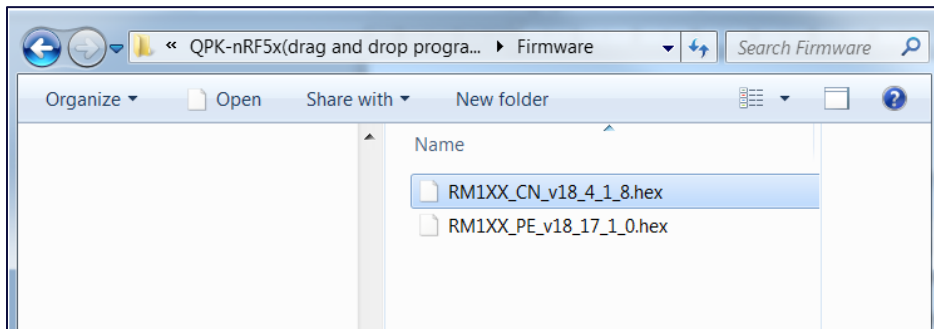 « QPK-nRF5x(drag and drop progra... Firmware Search Firmware
Organize Open Share with New folder
Name
RM1XX_CN_v18_4_1_8.hex
RM1XX_PE_v18_17_1_0.hex